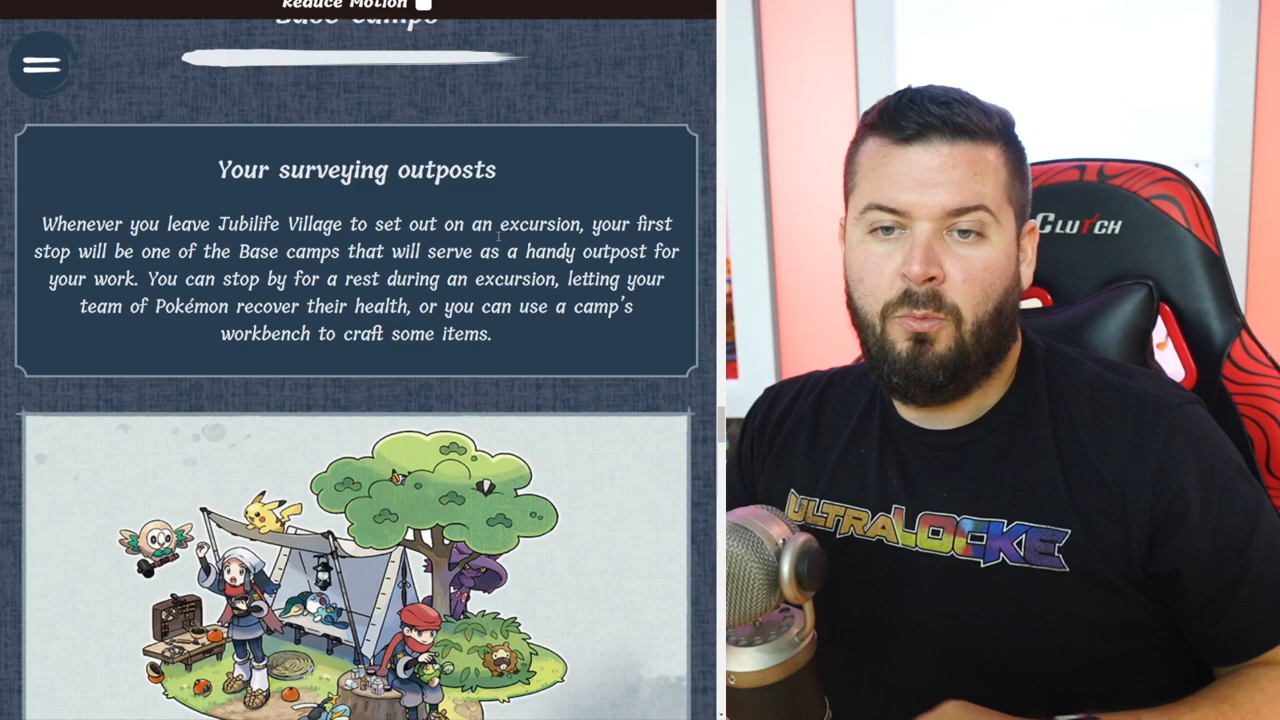 Reduce Motion
Base Camps
Your surveying outposts
Whenever you leave Jubilife Village to set out on an excursion, your first
stop will be one of the Base camps that will serve as a handy outpost for
your work. You can stop by for a rest during an excursion, letting your
team of Pokémon recover their health, or you can use a camp’s
workbench to craft some items.
CLUTCH
ULTRALOCKE